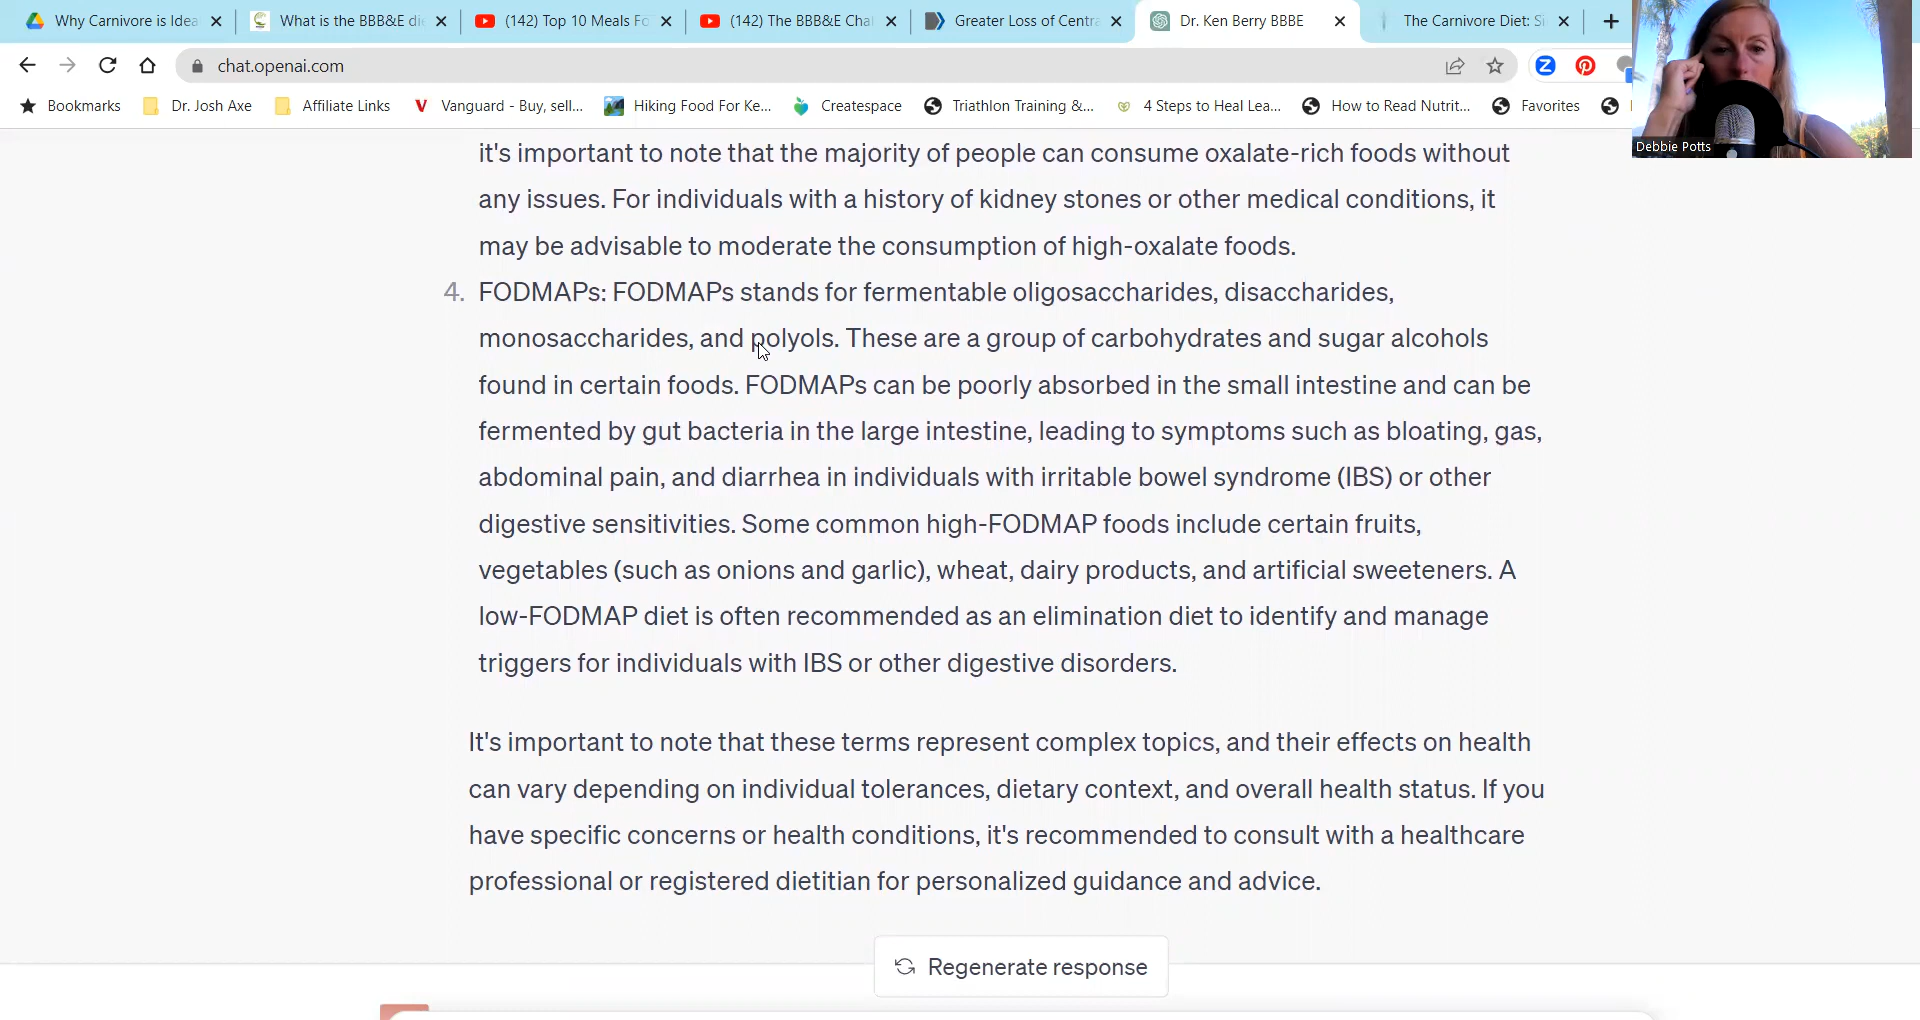 Why Carnivore is Idea
What is the BBB&E di
(142) Top 10 Meals Fo
(142) The BBB&E Cha
Greater Loss of Centra
Dr. Ken Berry BBBE
The Carnivore Diet: Si
chat.openai.com
Bookmarks
Dr. Josh Axe
Affiliate Links
Vanguard - Buy, sell...
Hiking Food For Ke...
Createspace
Triathlon Training &...
4 Steps to Heal Lea...
How to Read Nutrit...
Favorites
Debbie Potts
it's important to note that the majority of people can consume oxalate-rich foods without
any issues. For individuals with a history of kidney stones or other medical conditions, it
may be advisable to moderate the consumption of high-oxalate foods.
4. FODMAPs: FODMAPs stands for fermentable oligosaccharides, disaccharides,
monosaccharides, and polyols. These are a group of carbohydrates and sugar alcohols
found in certain foods. FODMAPs can be poorly absorbed in the small intestine and can be
fermented by gut bacteria in the large intestine, leading to symptoms such as bloating, gas,
abdominal pain, and diarrhea in individuals with irritable bowel syndrome (IBS) or other
digestive sensitivities. Some common high-FODMAP foods include certain fruits,
vegetables (such as onions and garlic), wheat, dairy products, and artificial sweeteners. A
low-FODMAP diet is often recommended as an elimination diet to identify and manage
triggers for individuals with IBS or other digestive disorders.
It's important to note that these terms represent complex topics, and their effects on health
can vary depending on individual tolerances, dietary context, and overall health status. If you
have specific concerns or health conditions, it's recommended to consult with a healthcare
professional or registered dietitian for personalized guidance and advice.
Regenerate response